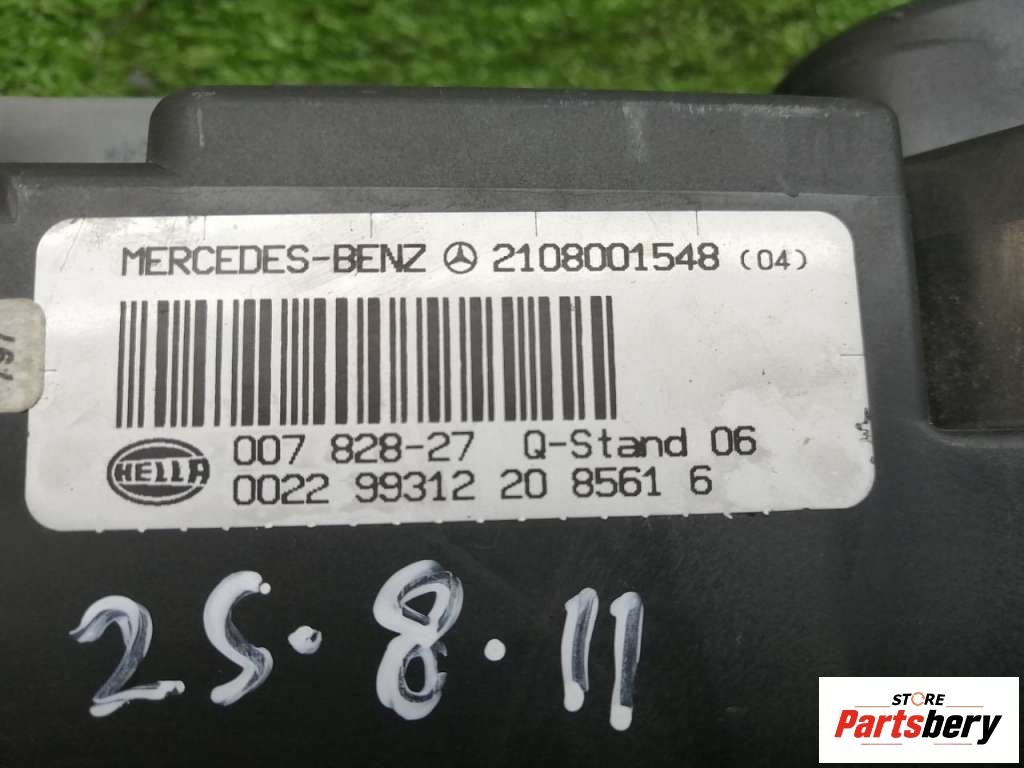 MERCEDES-BENZ 2108001548 (04)
HELLA 007 828-27 Q-Stand 06
0022 99312 20 8561 6
25.8.11
STORE
Partsbery